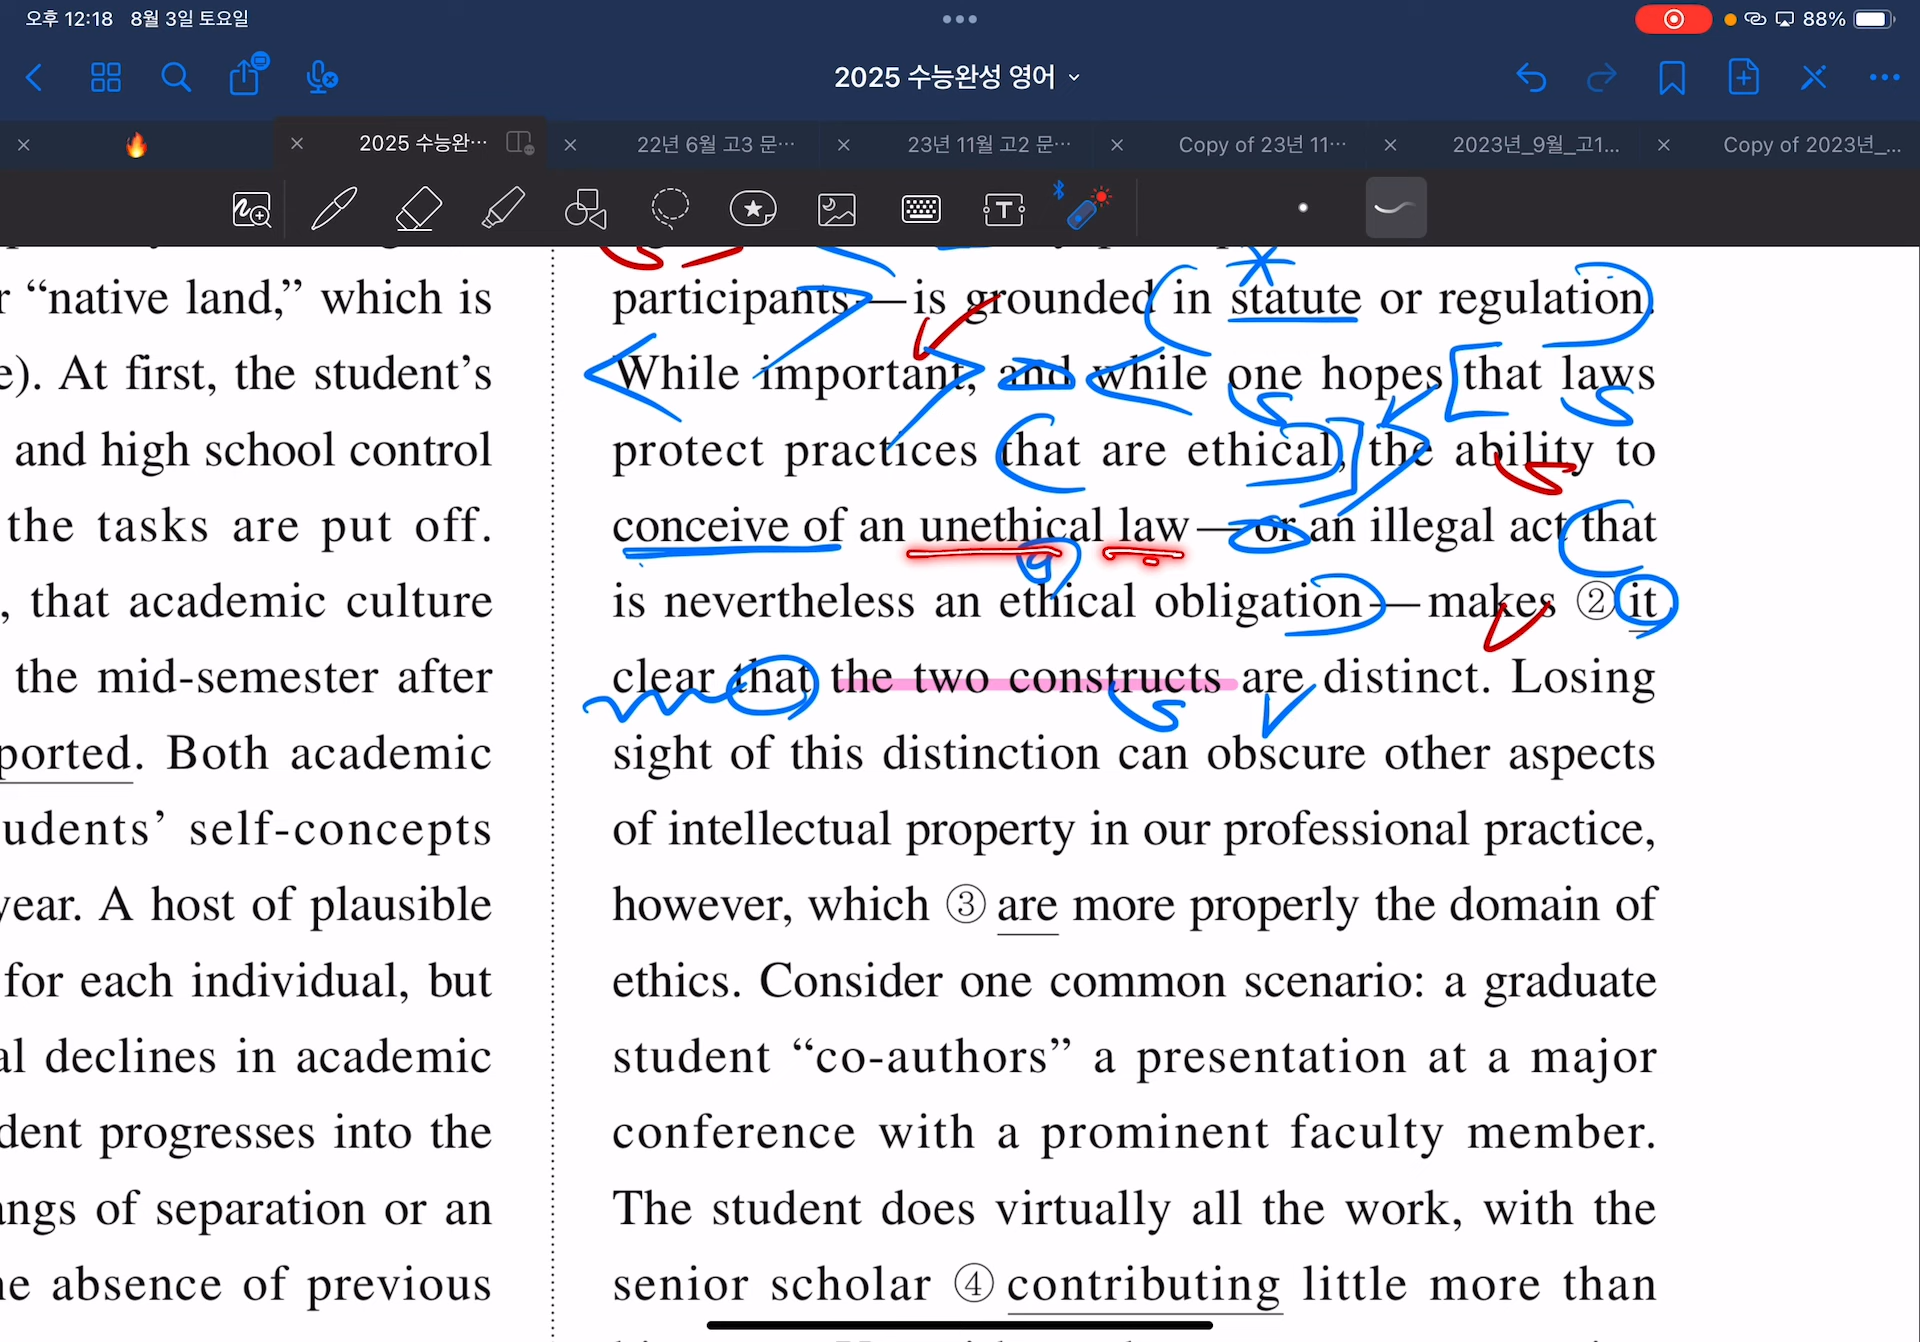 오후 12:18 8월 3일 토요일
88%
2025 수능완성 영어
2025 수능완…
22년 6월 고3 문…
23년 11월 고2 문…
Copy of 23년 11…
2023년_9월_고1...
Copy of 2023년_...
r “native land,” which is
e). At first, the student’s
and high school control
the tasks are put off.
, that academic culture
the mid-semester after
ported. Both academic
udents’ self-concepts
year. A host of plausible
for each individual, but
al declines in academic
dent progresses into the
angs of separation or an
ne absence of previous
participants—is grounded in statute or regulation.
While important, and while one hopes that laws
protect practices that are ethical, the ability to
conceive of an unethical law—or an illegal act that
is nevertheless an ethical obligation—makes ② it
clear that the two constructs are distinct. Losing
sight of this distinction can obscure other aspects
of intellectual property in our professional practice,
however, which ③ are more properly the domain of
ethics. Consider one common scenario: a graduate
student “co-authors” a presentation at a major
conference with a prominent faculty member.
The student does virtually all the work, with the
senior scholar ④ contributing little more than